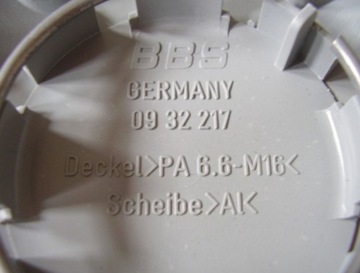 BBS
GERMANY
09 32 217
Deckel>PA 6.6-M16<
Scheibe>Al<